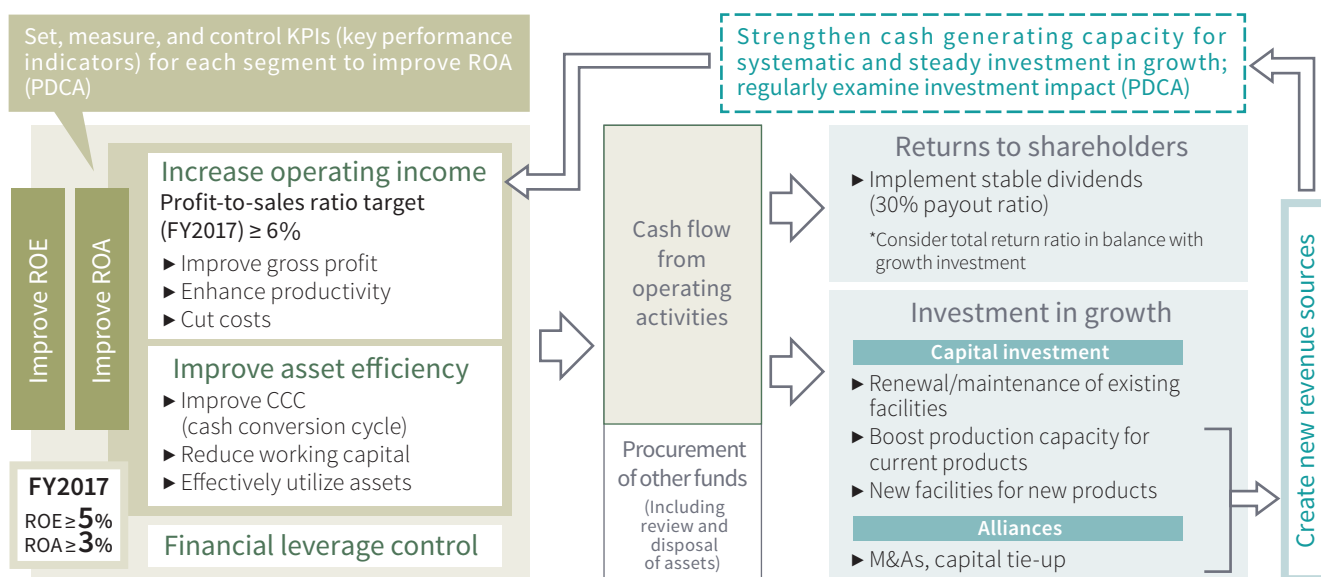 Set, measure, and control KPIs (key performance
indicators) for each segment to improve ROA
(PDCA)
Strengthen cash generating capacity for
systematic and steady investment in growth;
regularly examine investment impact (PDCA)
Improve ROE
Improve ROA
Increase operating income
Profit-to-sales ratio target
(FY2017) ≥ 6%
▶ Improve gross profit
▶ Enhance productivity
▶ Cut costs
Improve asset efficiency
▶ Improve CCC
(cash conversion cycle)
▶ Reduce working capital
▶ Effectively utilize assets
Financial leverage control
FY2017
ROE≥5%
ROA≥3%
Cash flow
from
operating
activities
Procurement
of other funds
(Including
review and
disposal
of assets)
Returns to shareholders
▶ Implement stable dividends
(30% payout ratio)
*Consider total return ratio in balance with
growth investment
Investment in growth
Capital investment
▶ Renewal/maintenance of existing
facilities
▶ Boost production capacity for
current products
▶ New facilities for new products
Alliances
▶ M&As, capital tie-up
Create new revenue sources